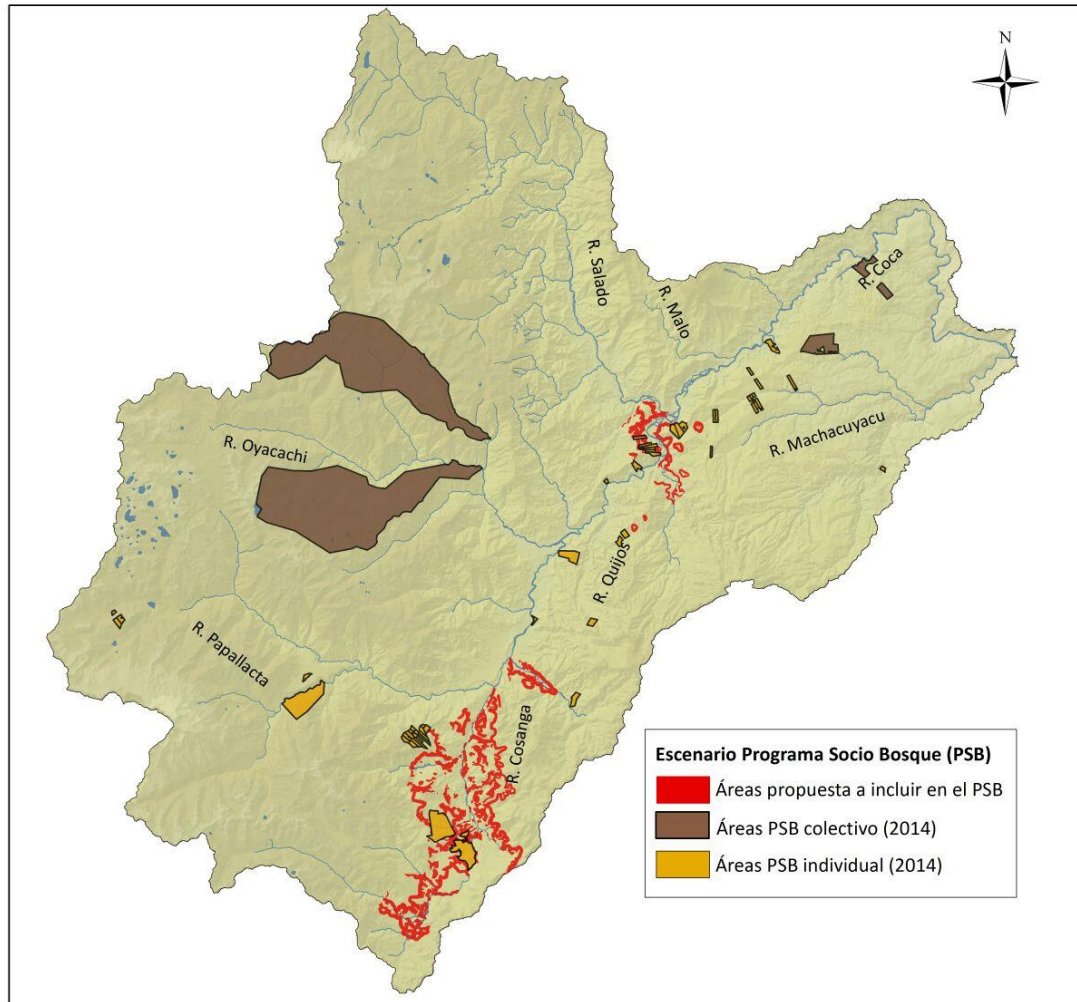 N
R. Salado
R. Malo
R. Coca
R. Machacuyacu
R. Oyacachi
R. Quijos
R. Papallacta
R. Cosanga
Escenario Programa Socio Bosque (PSB)
Áreas propuesta a incluir en el PSB
Áreas PSB colectivo (2014)
Áreas PSB individual (2014)